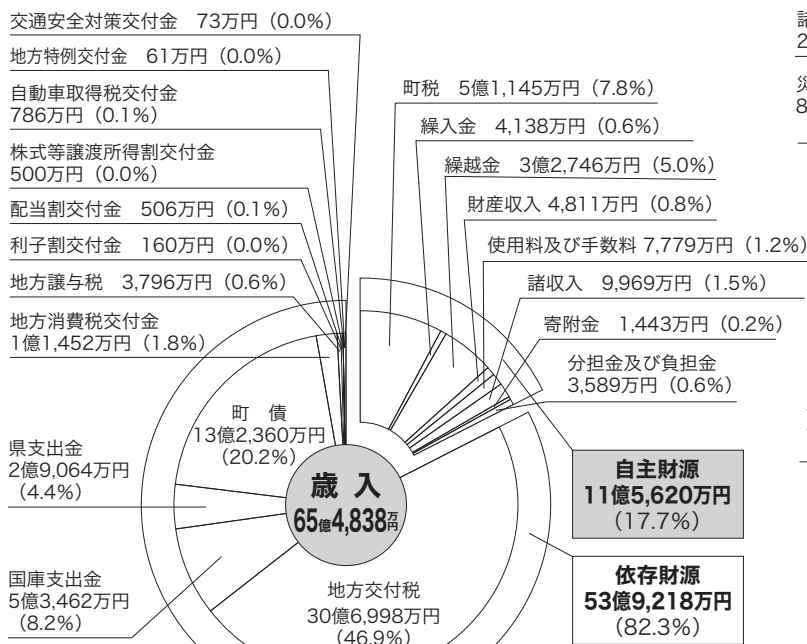 交通安全対策交付金 73万円（0.0%）
地方特例交付金 61万円（0.0%）
自動車取得税交付金
786万円（0.1%）
株式等譲渡所得割交付金
500万円（0.0%）
配当割交付金 506万円（0.1%）
利子割交付金 160万円（0.0%）
地方譲与税 3,796万円（0.6%）
地方消費税交付金
1億1,452万円（1.8%）
町 債
13億2,360万円
（20.2%）
県支出金
2億9,064万円
（4.4%）
国庫支出金
5億3,462万円
（8.2%）
歳 入
65億4,838万円
地方交付税
30億6,998万円
（46.9%）
町税 5億1,145万円（7.8%）
繰入金 4,138万円（0.6%）
繰越金 3億2,746万円（5.0%）
財産収入 4,811万円（0.8%）
使用料及び手数料 7,779万円（1.2%）
諸収入 9,969万円（1.5%）
寄附金 1,443万円（0.2%）
分担金及び負担金
3,589万円（0.6%）
自主財源
11億5,620万円
（17.7%）
依存財源
53億9,218万円
（82.3%）